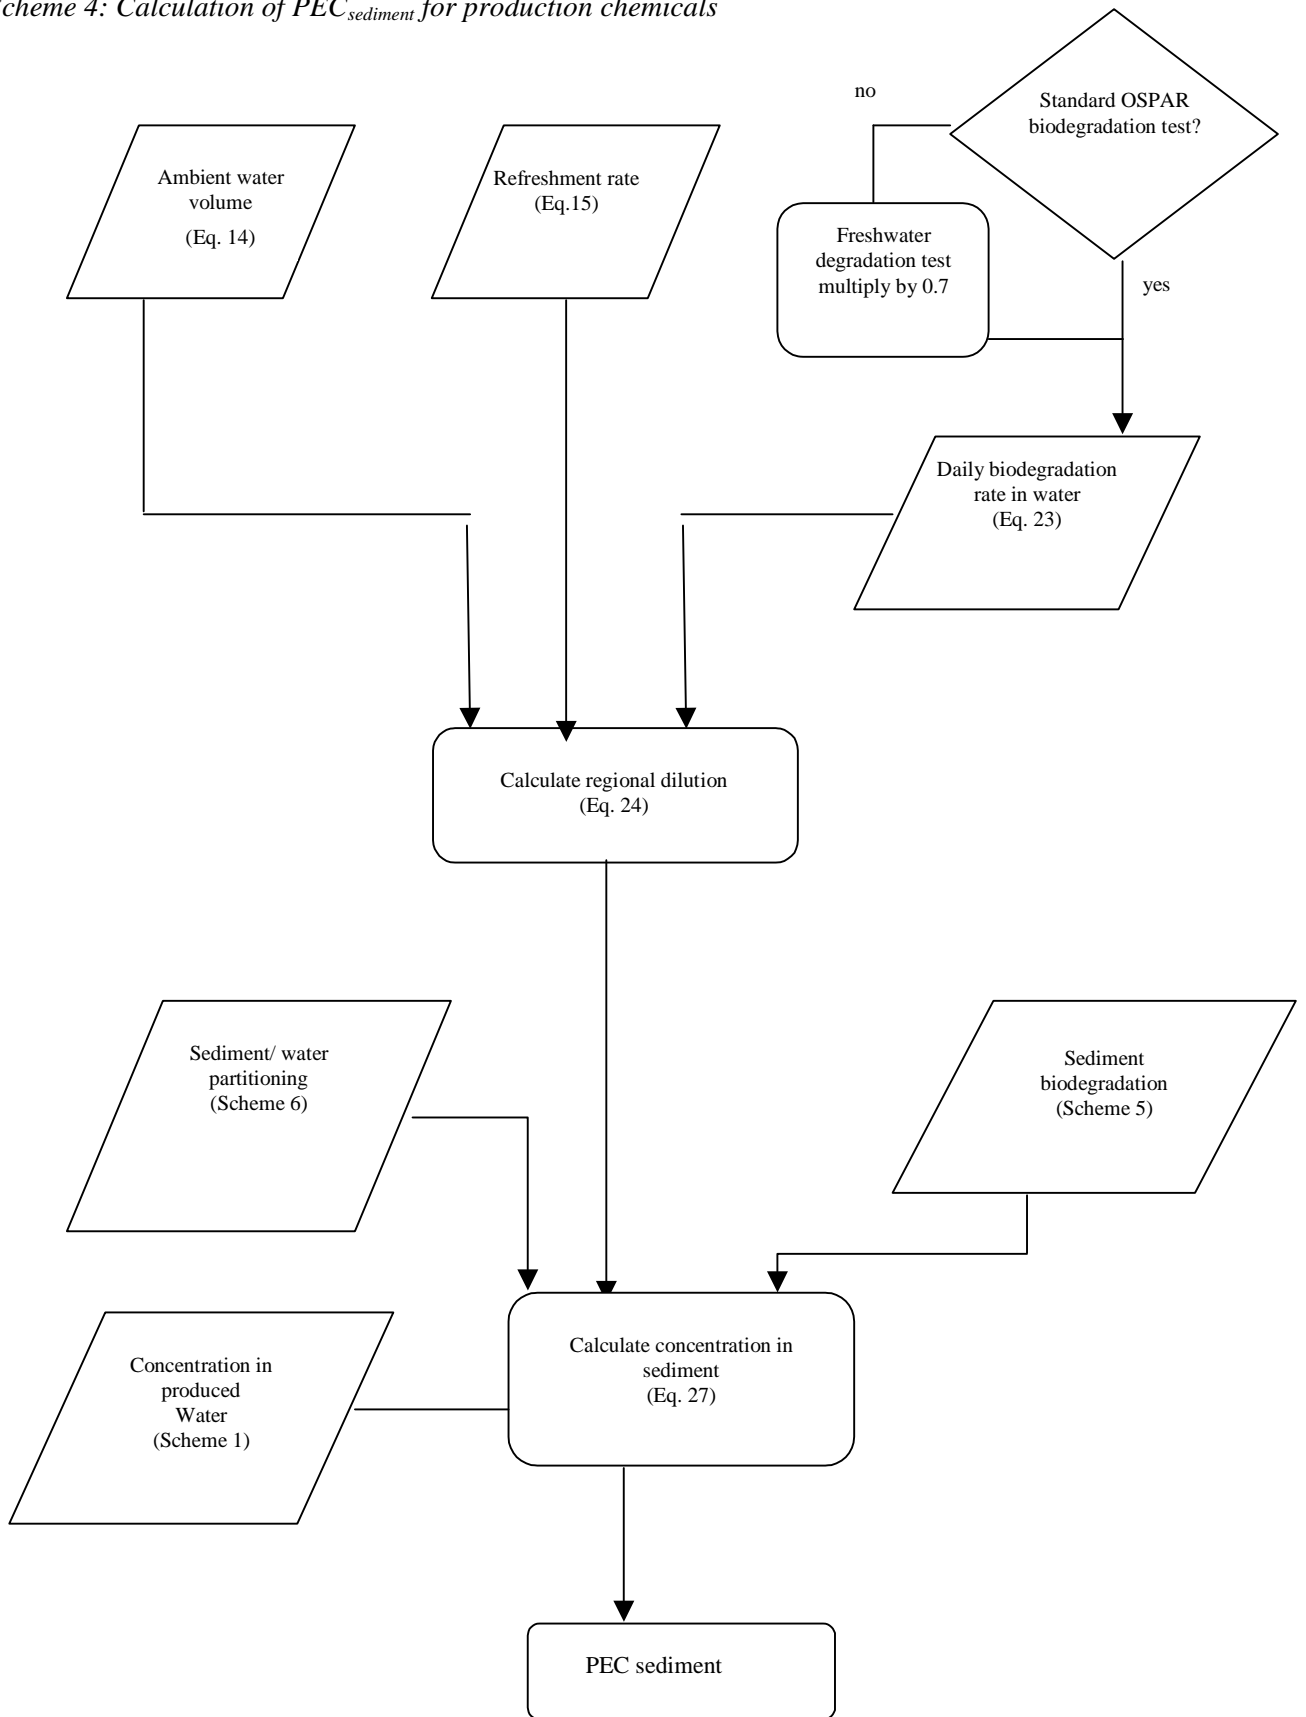 Scheme 4: Calculation of PECsediment for production chemicals
no
Standard OSPAR
biodegradation test?
Ambient water
volume
(Eq. 14)
Refreshment rate
(Eq.15)
Freshwater
degradation test
multiply by 0.7
yes
Daily biodegradation
rate in water
(Eq. 23)
Calculate regional dilution
(Eq. 24)
Sediment/ water
partitioning
(Scheme 6)
Sediment
biodegradation
(Scheme 5)
Concentration in
produced
Water
(Scheme 1)
Calculate concentration in
sediment
(Eq. 27)
PEC sediment